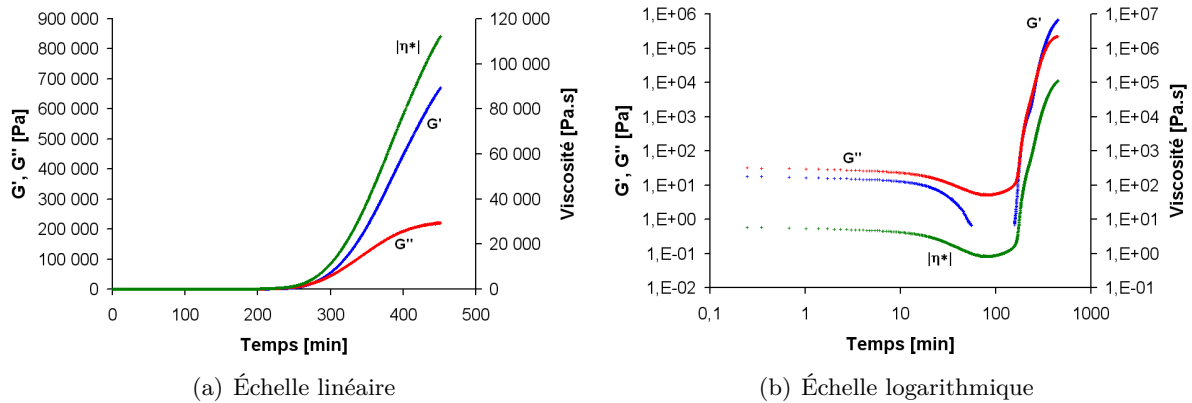 900 000
800 000
700 000
600 000
500 000
400 000
300 000
200 000
100 000
0
G', G'' [Pa]
120 000
100 000
80 000
60 000
40 000
20 000
0
Viscosité [Pa.s]
|η*|
G'
G''
0 100 200 300 400 500
Temps [min]
(a) Échelle linéaire
1,E+06
1,E+05
1,E+04
1,E+03
1,E+02
1,E+01
1,E+00
1,E-01
1,E-02
G', G'' [Pa]
1,E+07
1,E+06
1,E+05
1,E+04
1,E+03
1,E+02
1,E+01
1,E+00
1,E-01
Viscosité [Pa.s]
G'
G''
|η*|
0,1 1 10 100 1000
Temps [min]
(b) Échelle logarithmique